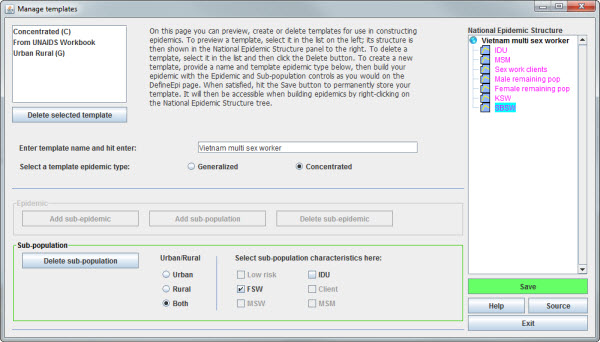 Manage templates
Concentrated (C)
From UNAIDS Workbook
Urban Rural (G)
Delete selected template
On this page you can preview, create or delete templates for use in constructing
epidemics. To preview a template, select it in the list on the left; its structure is
then shown in the National Epidemic Structure panel to the right. To delete a
template, select it in the list and then click the Delete button. To create a new
template, provide a name and template epidemic type below, then build your
epidemic with the Epidemic and Sub-population controls as you would on the
DefineEpi page. When satisfied, hit the Save button to permanently store your
template. It will then be accessible when building epidemics by right-clicking on
the National Epidemic Structure tree.
Enter template name and hit enter:
Vietnam multi sex worker
Select a template epidemic type:
Generalized
Concentrated
Epidemic
Add sub-epidemic
Add sub-population
Delete sub-epidemic
Sub-population
Delete sub-population
Urban/Rural
Urban
Rural
Both
Select sub-population characteristics here:
Low risk
IDU
FSW
Client
MSW
MSM
National Epidemic Structure
Vietnam multi sex worker
IDU
MSM
Sex work clients
Male remaining pop
Female remaining pop
KSW
SBSW
Save
Help
Source
Exit